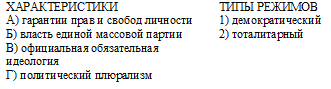 ХАРАКТЕРИСТИКИ ТИПЫ РЕЖИМОВ
А) гарантии прав и свобод личности 1) демократический
Б) власть единой массовой партии 2) тоталитарный
В) официальная обязательная
идеология
Г) политический плюрализм